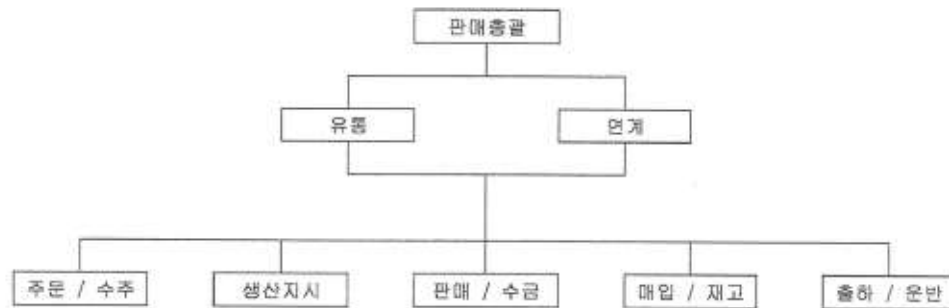 판매총괄
유통
연계
주문 / 수주
생산지시
판매 / 수금
매입 / 재고
출하 / 운반